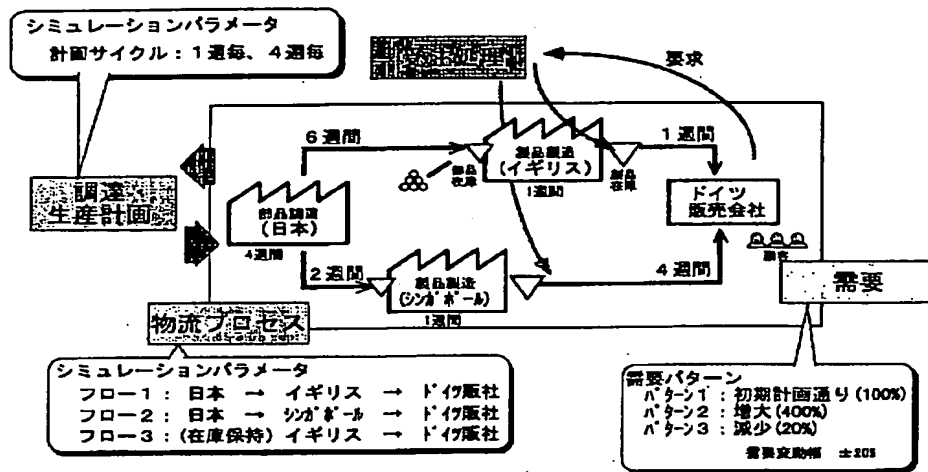 シミュレーションパラメータ
計画サイクル：１週毎、４週毎
要求
６週間
１週間
製品製造
(イギリス)
部品
在庫
製品
在庫
１週間
調達
生産計画
部品製造
(日本)
４週間
ドイツ
販売会社
顧客
２週間
製品製造
(シンガポール)
１週間
４週間
需要
物流プロセス
シミュレーションパラメータ
フロー１：日本 → イギリス → ドイツ販社
フロー２：日本 → シンガポール → ドイツ販社
フロー３：(在庫保持) イギリス → ドイツ販社
需要パターン
パターン１：初期計画通り(100%)
パターン２：増大(400%)
パターン３：減少(20%)
需要変動幅 ±20%